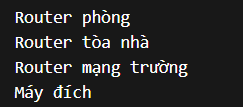 Router phòng
Router tòa nhà
Router mạng trường
Máy đích